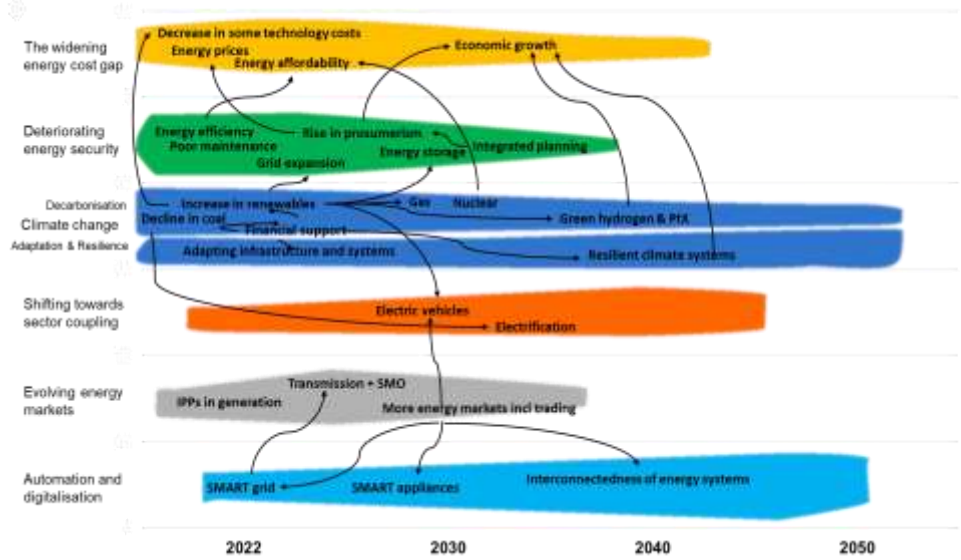 The widening
energy cost gap
Decrease in some technology costs
Energy prices
Energy affordability
Economic growth
Deteriorating
energy security
Energy efficiency
Poor maintenance
Grid expansion
Rise in prosumerism
Energy storage
Integrated planning
Decarbonisation
Climate change
Adaptation & Resilience
Increase in renewables
Decline in coal
Financial support
Gas
Nuclear
Green hydrogen & PtX
Adapting infrastructure and systems
Resilient climate systems
Shifting towards
sector coupling
Electric vehicles
Electrification
Evolving energy
markets
Transmission + SMO
IPPs in generation
More energy markets incl trading
Automation and
digitalisation
SMART grid
SMART appliances
Interconnectedness of energy systems
2022
2030
2040
2050